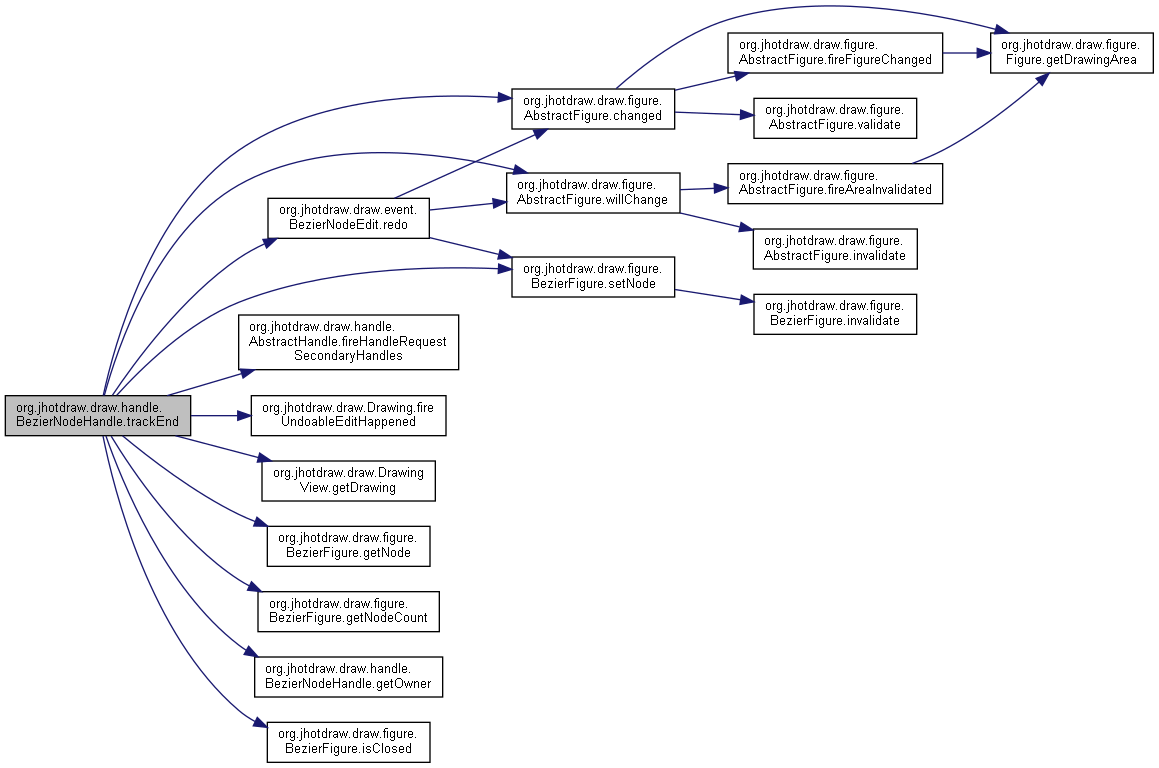 org.jhotdraw.draw.handle.
BezierNodeHandle.trackEnd
org.jhotdraw.draw.event.
BezierNodeEdit.redo
org.jhotdraw.draw.handle.
AbstractHandle.fireHandleRequest
SecondaryHandles
org.jhotdraw.draw.Drawing.fire
UndoableEditHappened
org.jhotdraw.draw.Drawing
View.getDrawing
org.jhotdraw.draw.figure.
BezierFigure.getNode
org.jhotdraw.draw.figure.
BezierFigure.getNodeCount
org.jhotdraw.draw.handle.
BezierNodeHandle.getOwner
org.jhotdraw.draw.figure.
BezierFigure.isClosed
org.jhotdraw.draw.figure.
AbstractFigure.changed
org.jhotdraw.draw.figure.
AbstractFigure.willChange
org.jhotdraw.draw.figure.
BezierFigure.setNode
org.jhotdraw.draw.figure.
AbstractFigure.fireFigureChanged
org.jhotdraw.draw.figure.
AbstractFigure.validate
org.jhotdraw.draw.figure.
AbstractFigure.fireAreaInvalidated
org.jhotdraw.draw.figure.
AbstractFigure.invalidate
org.jhotdraw.draw.figure.
BezierFigure.invalidate
org.jhotdraw.draw.figure.
Figure.getDrawingArea